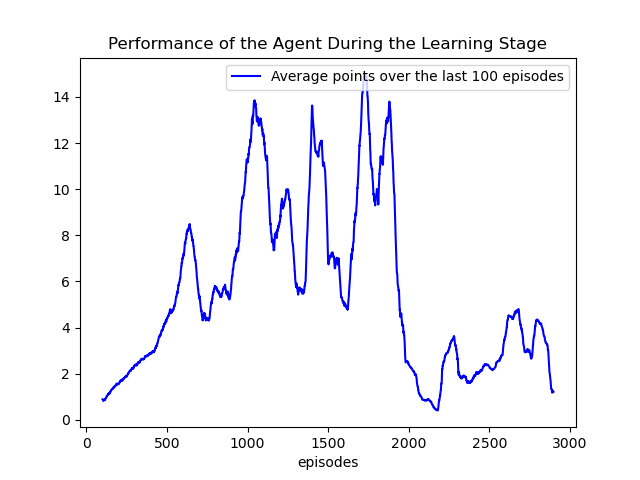 Performance of the Agent During the Learning Stage
Average points over the last 100 episodes
14
12
10
8
6
4
2
0
0 500 1000 1500 2000 2500 3000
episodes